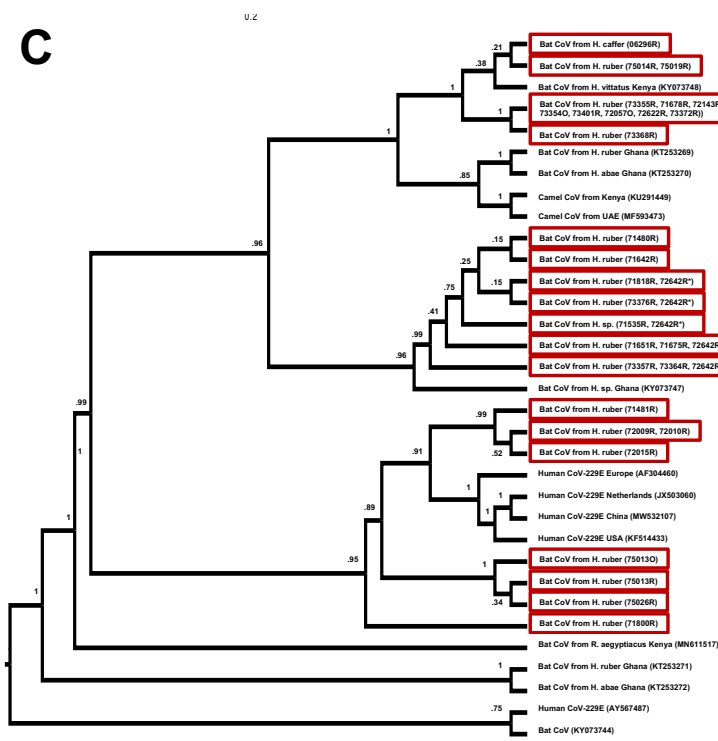 0.2
C
Bat CoV from H. caffer (06296R)
.21
Bat CoV from H. ruber (75014R, 75019R)
.38
Bat CoV from H. vittatus Kenya (KY073748)
1
Bat CoV from H. ruber (73355R, 71678R, 72143R
1
73354O, 73401R, 72057O, 72622R, 73372R))
Bat CoV from H. ruber (73368R)
1
Bat CoV from H. ruber Ghana (KT253269)
1
Bat CoV from H. abae Ghana (KT253270)
.85
Camel CoV from Kenya (KU291449)
1
Camel CoV from UAE (MF593473)
.96
Bat CoV from H. ruber (71480R)
.15
Bat CoV from H. ruber (71642R)
.25
Bat CoV from H. ruber (71818R, 72642R*)
.15
Bat CoV from H. ruber (73376R, 72642R*)
.75
Bat CoV from H. sp. (71535R, 72642R*)
.41
Bat CoV from H. ruber (71651R, 71675R, 72642R
.99
Bat CoV from H. ruber (73357R, 73364R, 72642R
.96
Bat CoV from H. sp. Ghana (KY073747)
.99
1
Bat CoV from H. ruber (71481R)
.99
Bat CoV from H. ruber (72009R, 72010R)
.52
Bat CoV from H. ruber (72015R)
.91
Human CoV-229E Europe (AF304460)
1
Human CoV-229E Netherlands (JX503060)
1
1
Human CoV-229E China (MW532107)
Human CoV-229E USA (KF514433)
.89
Bat CoV from H. ruber (75013O)
1
Bat CoV from H. ruber (75013R)
.34
Bat CoV from H. ruber (75026R)
.95
Bat CoV from H. ruber (71800R)
1
Bat CoV from R. aegyptiacus Kenya (MN611517)
1
Bat CoV from H. ruber Ghana (KT253271)
1
Bat CoV from H. abae Ghana (KT253272)
Human CoV-229E (AY567487)
.75
Bat CoV (KY073744)